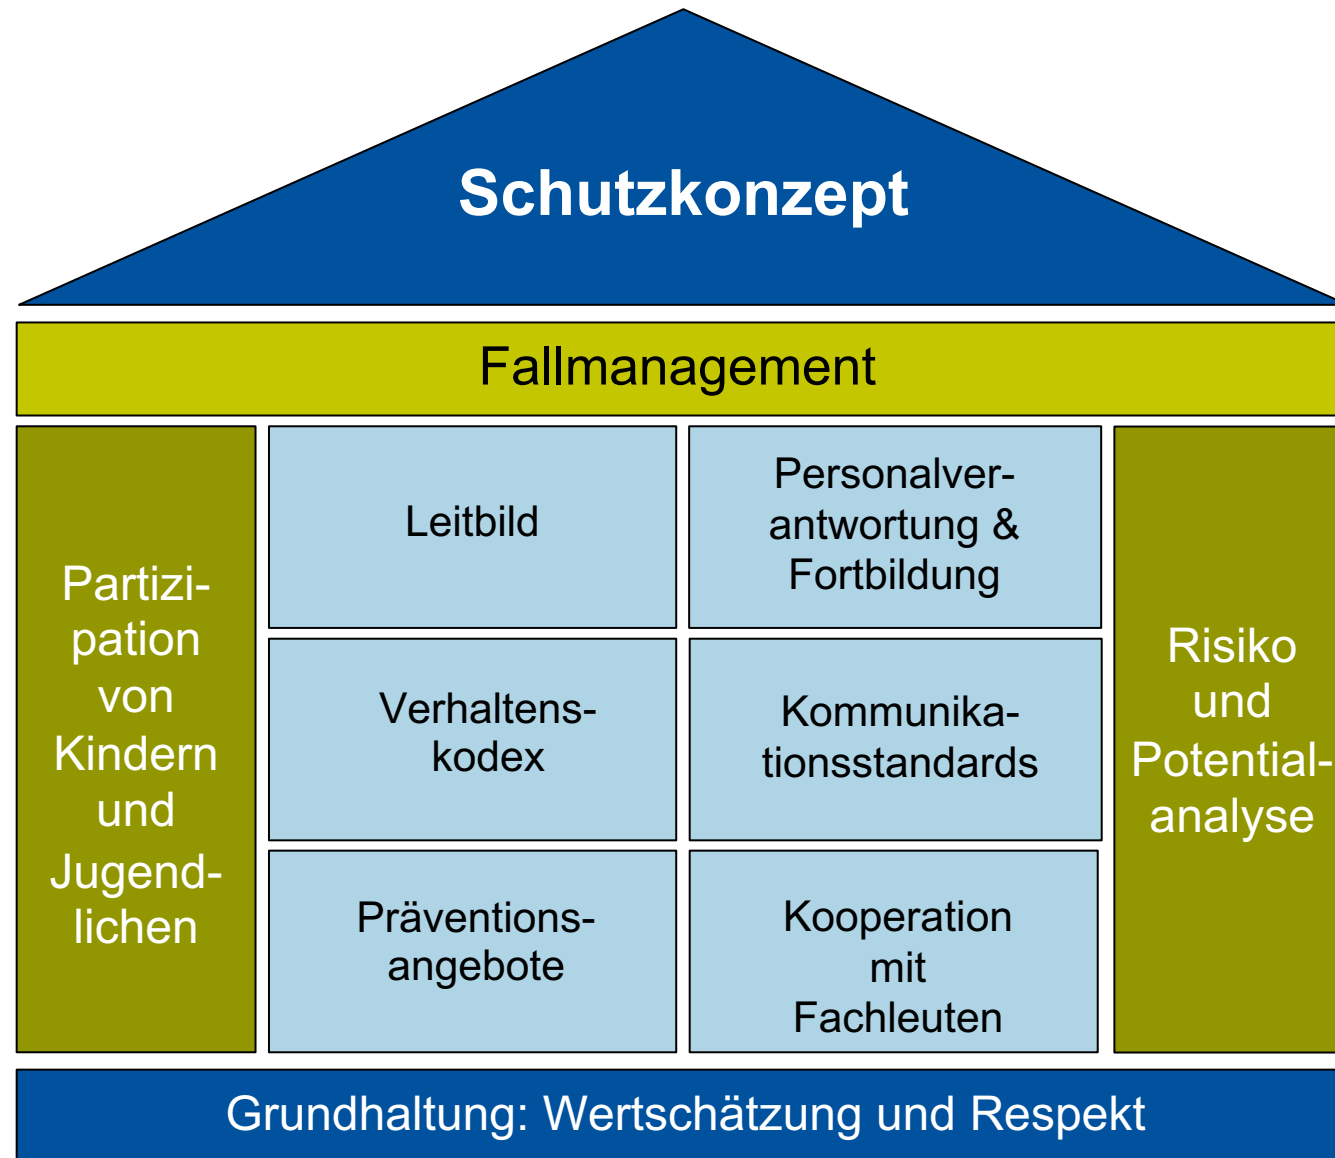 Schutzkonzept
Fallmanagement
Partizi-
pation
von
Kindern
und
Jugend-
lichen
Leitbild
Personalver-
antwortung &
Fortbildung
Verhaltens-
kodex
Kommunika-
tionsstandards
Präventions-
angebote
Kooperation
mit
Fachleuten
Risiko
und
Potential-
analyse
Grundhaltung: Wertschätzung und Respekt